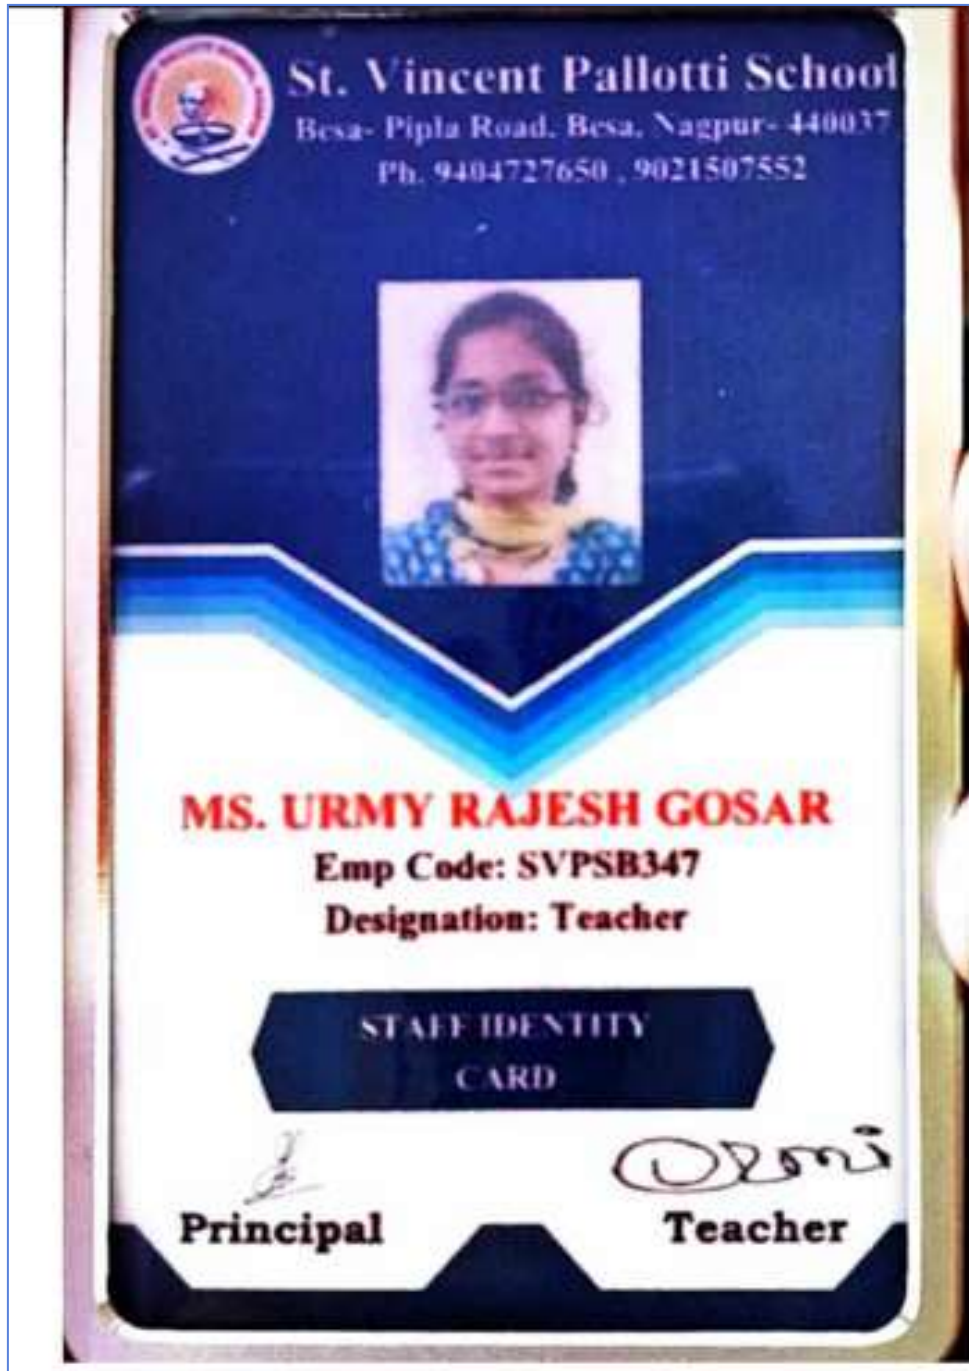 St. Vincent Pallotti School
Besa- Pipla Road, Besa, Nagpur- 440037
Ph. 9404727650 , 9021507552
MS. URMY RAJESH GOSAR
Emp Code: SVPSB347
Designation: Teacher
STAFF IDENTITY
CARD
Principal
Teacher